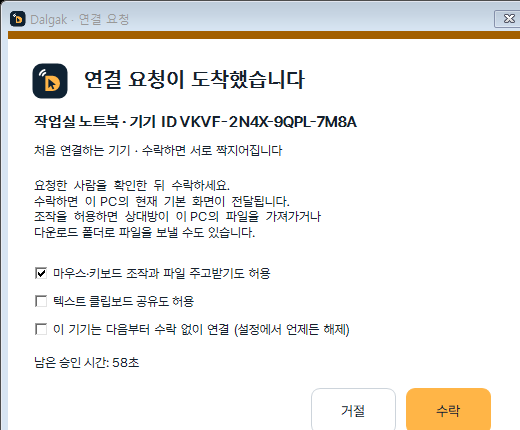 Dalgak · 연결 요청
연결 요청이 도착했습니다
작업실 노트북 · 기기 ID VKVF-2N4X-9QPL-7M8A
처음 연결하는 기기 · 수락하면 서로 짝지어집니다
요청한 사람을 확인한 뒤 수락하세요.
수락하면 이 PC의 현재 기본 화면이 전달됩니다.
조작을 허용하면 상대방이 이 PC의 파일을 가져가거나
다운로드 폴더로 파일을 보낼 수도 있습니다.
마우스·키보드 조작과 파일 주고받기도 허용
텍스트 클립보드 공유도 허용
이 기기는 다음부터 수락 없이 연결 (설정에서 언제든 해제)
남은 승인 시간: 58초
거절 수락